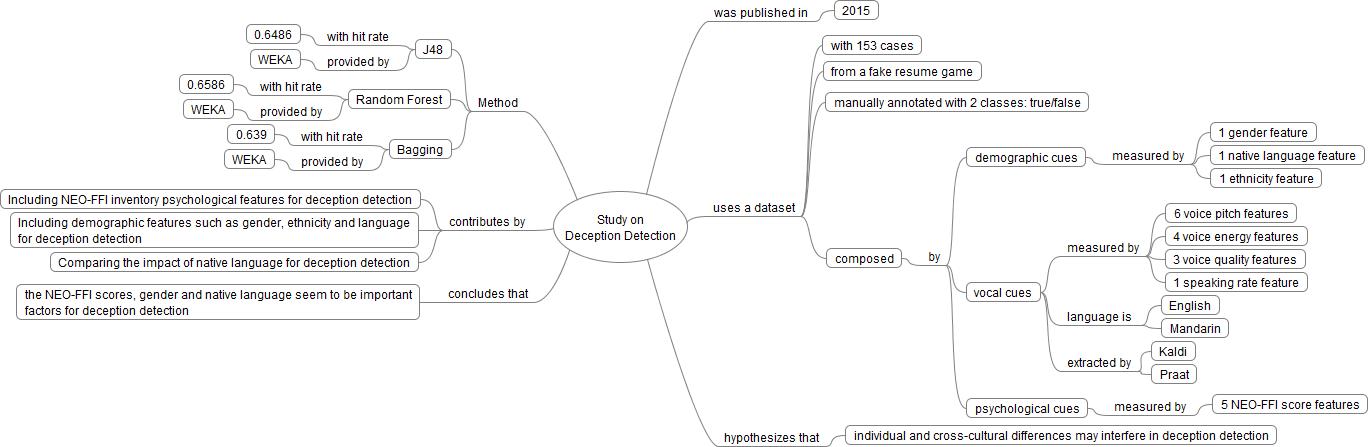 Study on
Deception Detection
was published in
2015
uses a dataset
with 153 cases
from a fake resume game
manually annotated with 2 classes: true/false
composed
by
demographic cues
measured by
1 gender feature
1 native language feature
1 ethnicity feature
vocal cues
measured by
6 voice pitch features
4 voice energy features
3 voice quality features
1 speaking rate feature
language is
English
Mandarin
extracted by
Kaldi
Praat
psychological cues
measured by
5 NEO-FFI score features
hypothesizes that
individual and cross-cultural differences may interfere in deception detection
Method
J48
with hit rate
0.6486
provided by
WEKA
Random Forest
with hit rate
0.6586
provided by
WEKA
Bagging
with hit rate
0.639
provided by
WEKA
contributes by
Including NEO-FFI inventory psychological features for deception detection
Including demographic features such as gender, ethnicity and language
for deception detection
Comparing the impact of native language for deception detection
concludes that
the NEO-FFI scores, gender and native language seem to be important
factors for deception detection